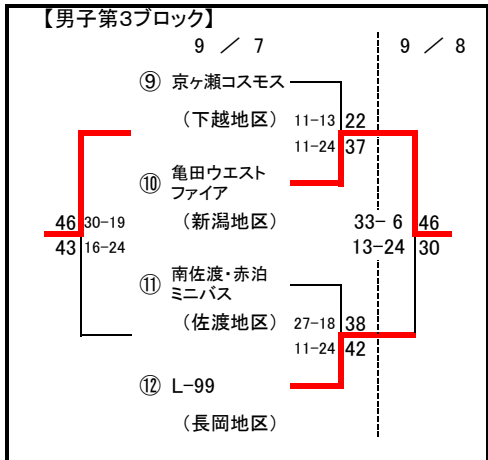 【男子第3ブロック】
9 ／ 7
9 ／ 8
⑨ 京ヶ瀬コスモス
（下越地区）
11-13 22
11-24 37
⑩ 亀田ウエスト
ファイア
（新潟地区）
46 30-19
43 16-24
33- 6 46
13-24 30
⑪ 南佐渡・赤泊
ミニバス
（佐渡地区）
27-18 38
11-24 42
⑫ L-99
（長岡地区）